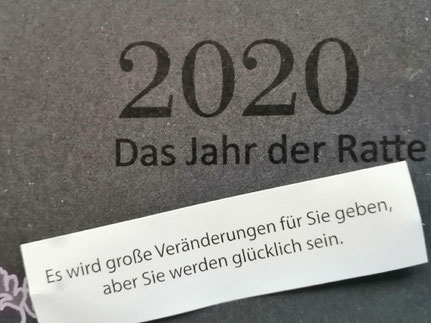 2020
Das Jahr der Ratte
Es wird große Veränderungen für Sie geben,
aber Sie werden glücklich sein.